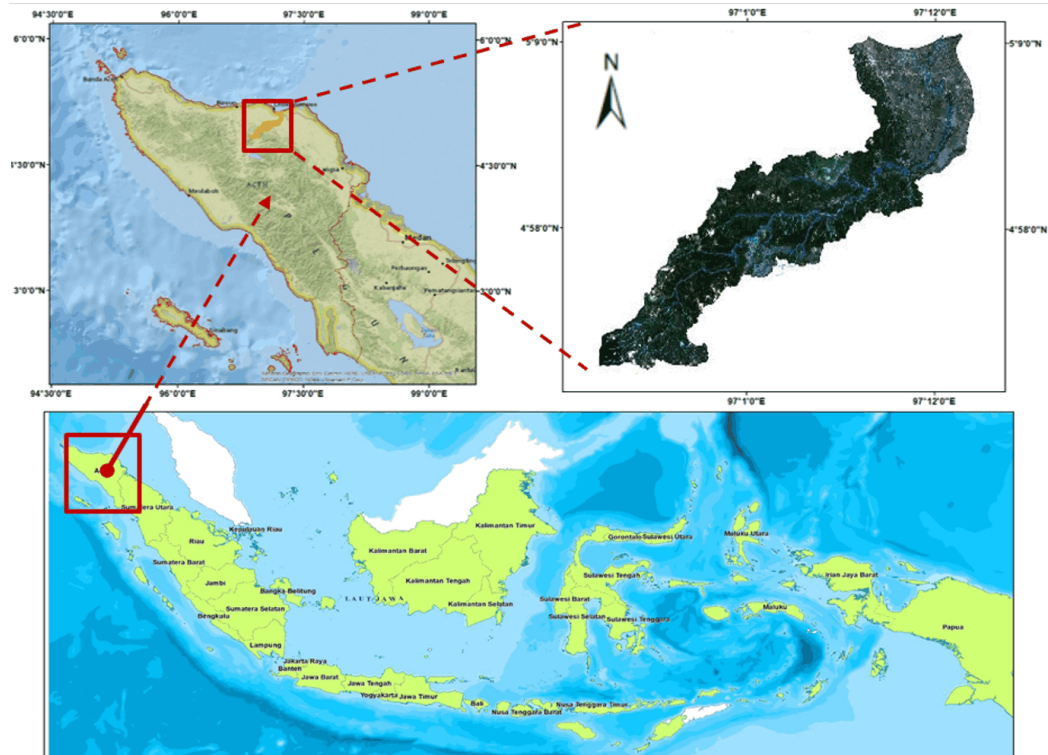 94°30'0"E 96°0'0"E 97°30'0"E 99°0'0"E
6°0'0"N
6°0'0"N
Banda Aceh
Bireun
4°30'0"N
ACEH
Meulaboh
Medan
Tebingtinggi
Perbaungan
Kabanjahe
Pematangsiantar
3°0'0"N
3°0'0"N
Sinabang
94°30'0"E 96°0'0"E 97°30'0"E 99°0'0"E
97°1'0"E 97°12'0"E
5°9'0"N
5°9'0"N
N
4°58'0"N
4°58'0"N
97°1'0"E 97°12'0"E
Sumatera Utara
Kepulauan Riau
Riau
Sumatera Barat
Jambi
Bangka-Belitung
Sumatera Selatan
Bengkulu
Lampung
Jakarta Raya
Banten
Jawa Barat
Jawa Tengah
Yogyakarta
Jawa Timur
Bali
Nusa Tenggara Barat
Nusa Tenggara Timur
LAUT JAWA
Kalimantan Timur
Kalimantan Barat
Kalimantan Tengah
Kalimantan Selatan
Gorontalo
Sulawesi Utara
Sulawesi Tengah
Sulawesi Barat
Sulawesi Selatan
Sulawesi Tenggara
Maluku Utara
Maluku
Irian Jaya Barat
Papua